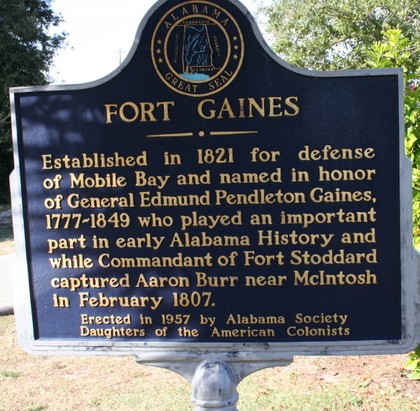 ALABAMA
GREAT SEAL
FORT GAINES
Established in 1821 for defense
of Mobile Bay and named in honor
of General Edmund Pendleton Gaines,
1777-1849 who played an important
part in early Alabama History and
while Commandant of Fort Stoddard
captured Aaron Burr near McIntosh
in February 1807.
Erected in 1957 by Alabama Society
Daughters of the American Colonists